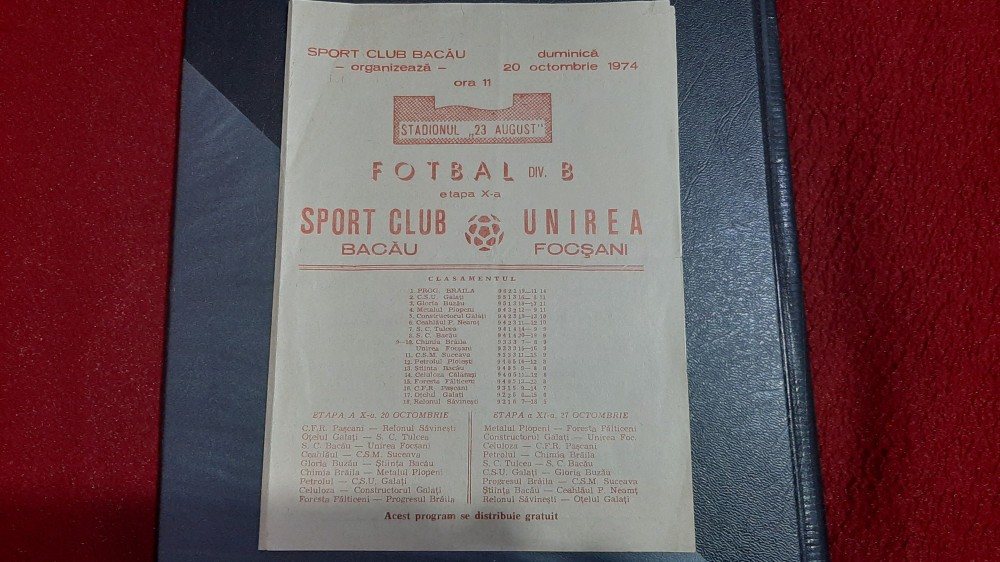 SPORT CLUB BACĂU
– organizează –
duminică
20 octombrie 1974
ora 11
STADIONUL „23 AUGUST"
FOTBAL DIV. B
etapa X-a
SPORT CLUB UNIREA
BACĂU FOCŞANI
CLASAMENTUL
1. PROG. BRĂILA
2. C.S.U. Galaţi
3. Gloria Buzău
4. Metalul Plopeni
5. Constructorul Galaţi
6. Ceahlăul P. Neamţ
7. S. C. Tulcea
8. S. C. Bacău
9—10. Chimia Brăila
Unirea Focşani
11. C.S.M. Suceava
12. Petrolul Ploieşti
13. Ştiinţa Bacău
14. Celuloza Călăraşi
15. Foresta Fălticeni
16. C.F.R. Paşcani
17. Oţelul Galaţi
18. Relonul Săvineşti
ETAPA A X-a, 20 OCTOMBRIE
C.F.R. Paşcani — Relonul Săvineşti
Oţelul Galaţi — S. C. Tulcea
S. C. Bacău — Unirea Focşani
Ceahlăul — C.S.M. Suceava
Gloria Buzău — Ştiinţa Bacău
Chimia Brăila — Metalul Plopeni
Petrolul — C.S.U. Galaţi
Celuloza — Constructorul Galaţi
Foresta Fălticeni — Progresul Brăila
ETAPA a XI-a, 27 OCTOMBRIE
Metalul Plopeni — Foresta Fălticeni
Constructorul Galaţi — Unirea Foc.
Celuloza — C.F.R. Paşcani
Petrolul — Chimia Brăila
S. C. Tulcea — S. C. Bacău
C.S.U. Galaţi — Gloria Buzău
Progresul Brăila — C.S.M. Suceava
Ştiinţa Bacău — Ceahlăul P. Neamţ
Relonul Săvineşti — Oţelul Galaţi
Acest program se distribuie gratuit